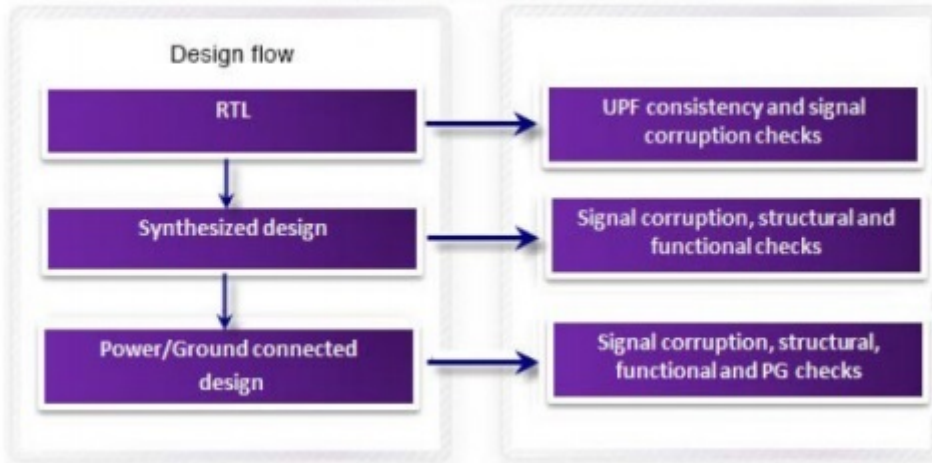 Design flow
RTL
UPF consistency and signal
corruption checks
Synthesized design
Signal corruption, structural and
functional checks
Power/Ground connected
design
Signal corruption, structural,
functional and PG checks